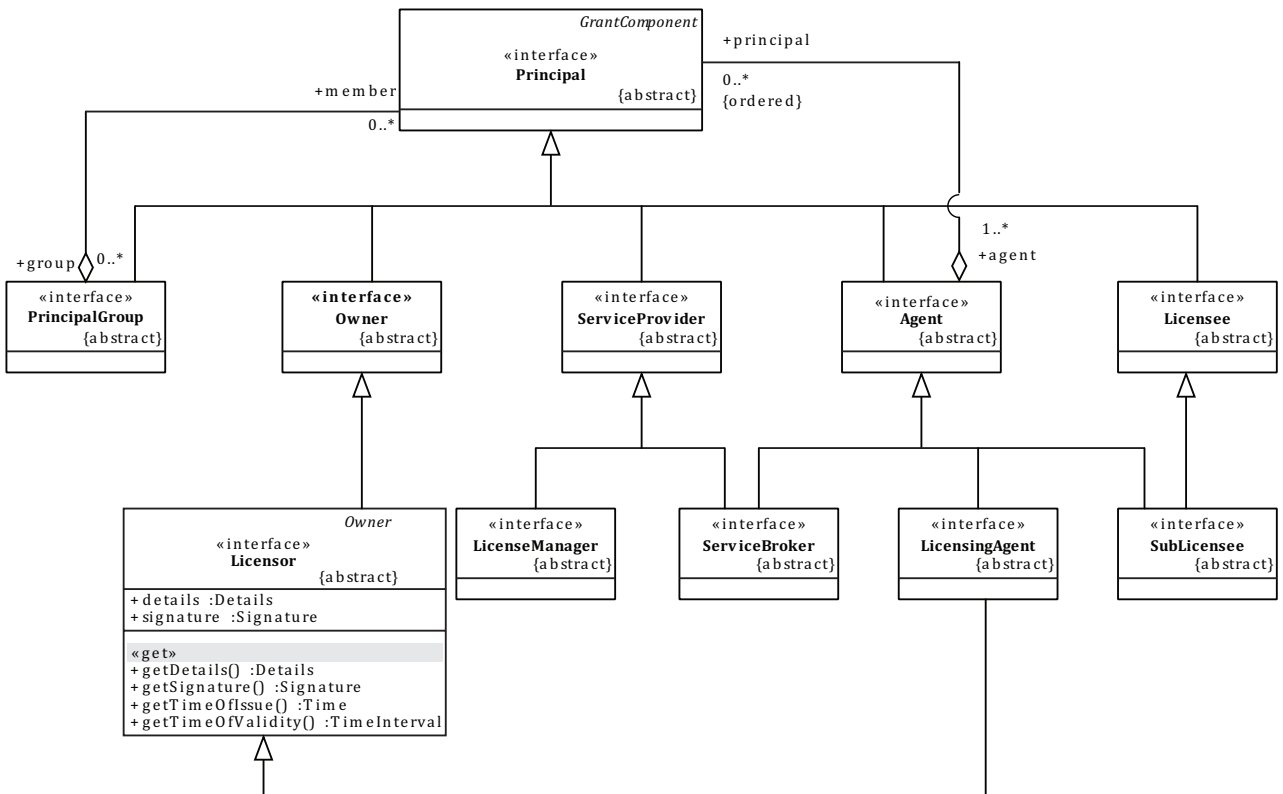 GrantComponent
«interface»
Principal
{abstract}
+principal
0..*
{ordered}
+member
0..*
+group
0..*
1..*
+agent
«interface»
PrincipalGroup
{abstract}
«interface»
Owner
{abstract}
«interface»
ServiceProvider
{abstract}
«interface»
Agent
{abstract}
«interface»
Licensee
{abstract}
Owner
«interface»
Licensor
{abstract}
+ details :Details
+ signature :Signature
«get»
+ getDetails() :Details
+ getSignature() :Signature
+ getTimeOfIssue() :Time
+ getTimeOfValidity() :TimeInterval
«interface»
LicenseManager
{abstract}
«interface»
ServiceBroker
{abstract}
«interface»
LicensingAgent
{abstract}
«interface»
SubLicensee
{abstract}